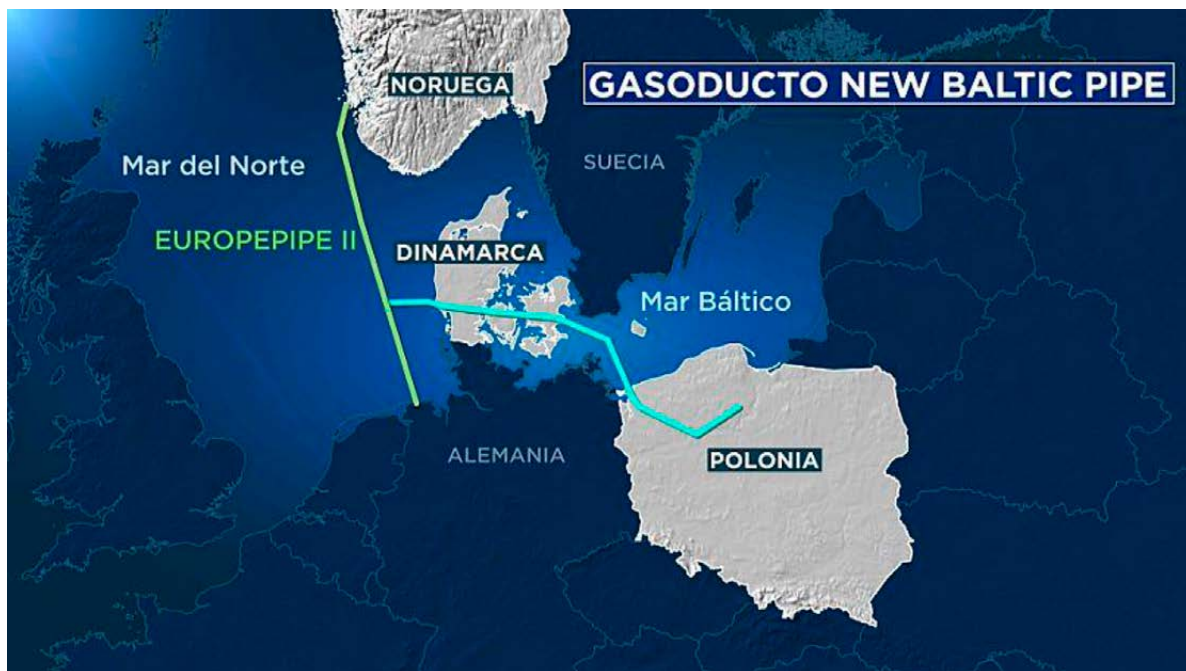 NORUEGA
GASODUCTO NEW BALTIC PIPE
Mar del Norte
SUECIA
EUROPEPIPE II
DINAMARCA
Mar Báltico
ALEMANIA
POLONIA